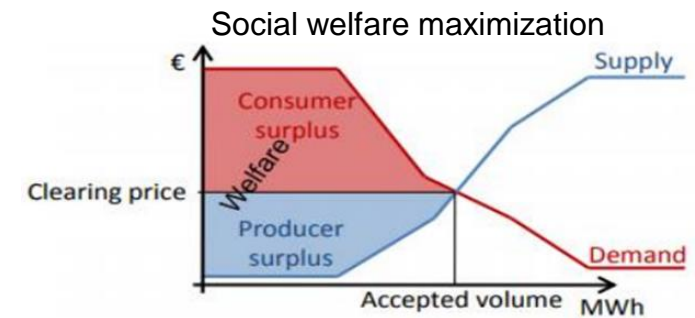 Social welfare maximization
€
Supply
Consumer
surplus
Welfare
Clearing price
Producer
surplus
Demand
Accepted volume
MWh